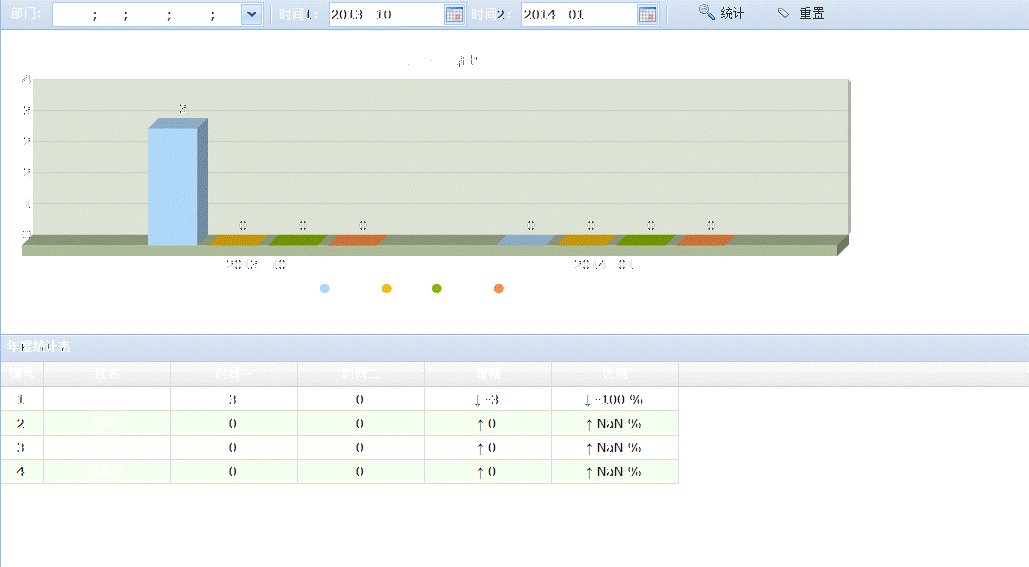 部门: ; ; ; ;
时间1: 2013 10 时间2: 2014 01 统计 重置
4
3
2
2
1
0
3 0 0 0 0 0 0 0
2013 10 2014 01
年度统计表
编号 姓名 时间一 时间二 增幅 比例
1 3 0 ↓-3 ↓-100 %
2 0 0 ↑0 ↑NaN %
3 0 0 ↑0 ↑NaN %
4 0 0 ↑0 ↑NaN %